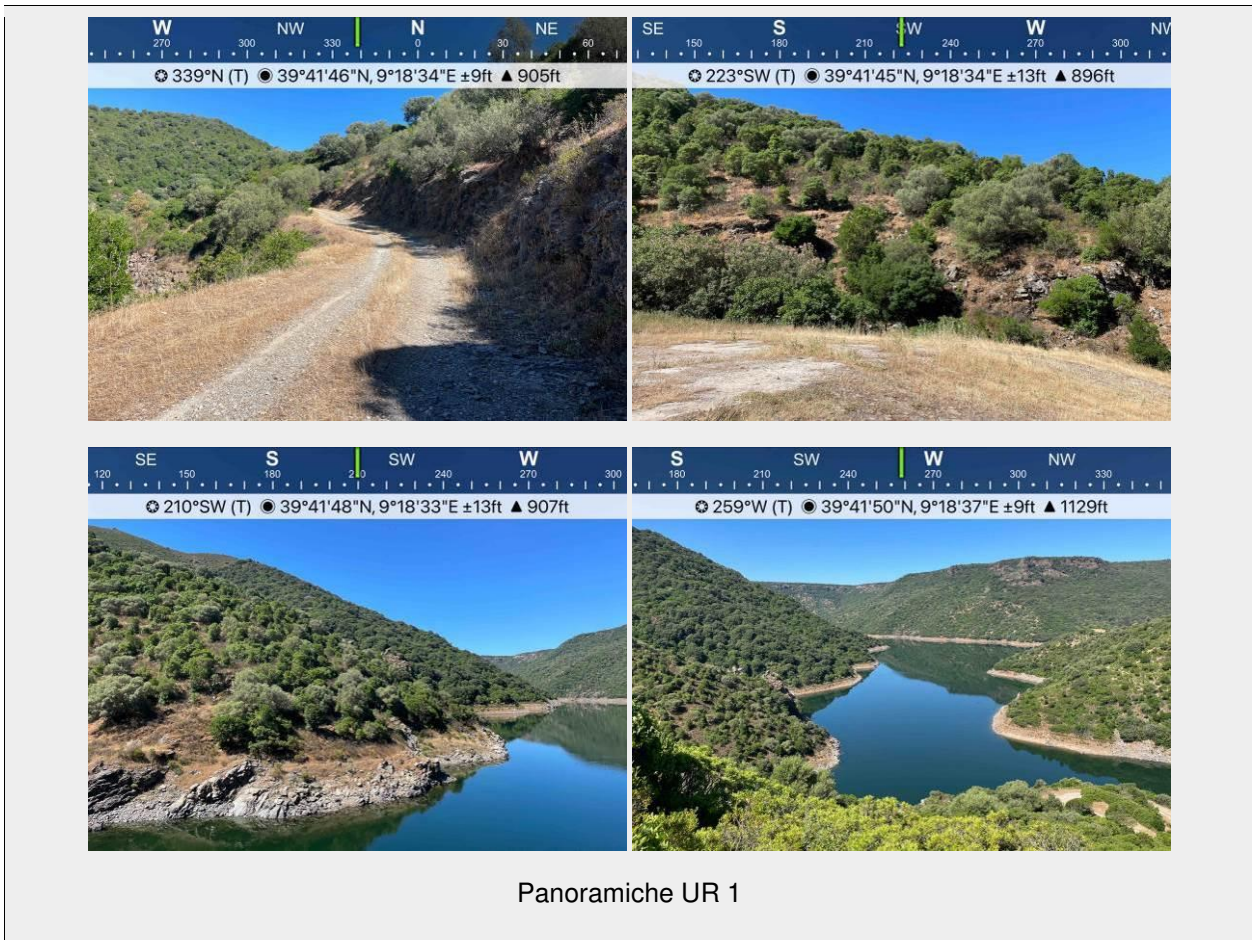 W NW N NE
270 300 330 0 30 60
339°N (T) 39°41'46"N, 9°18'34"E ±9ft ▲ 905ft
SE S SW W NW
150 180 210 240 270 300
223°SW (T) 39°41'45"N, 9°18'34"E ±13ft ▲ 896ft
SE S SW W
120 150 180 210 240 270 300
210°SW (T) 39°41'48"N, 9°18'33"E ±13ft ▲ 907ft
S SW W NW
180 210 240 270 300 330
259°W (T) 39°41'50"N, 9°18'37"E ±9ft ▲ 1129ft
Panoramiche UR 1